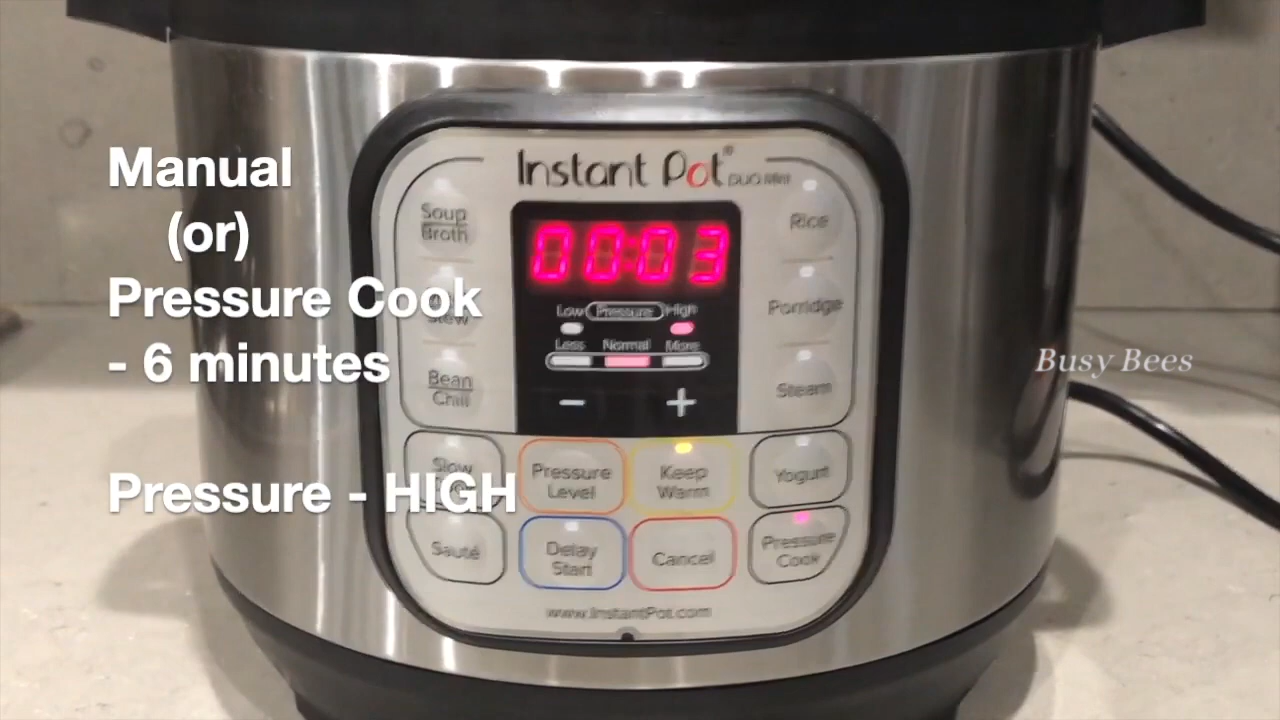 Manual
(or)
Pressure Cook
- 6 minutes
Pressure - HIGH
Instant Pot®
DUO Mini
00:03
Low Pressure High
Less Normal More
- +
Soup
Broth
Stew
Bean
Chili
Slow
Sauté
Pressure
Level
Keep
Warm
Delay
Start
Cancel
Rice
Porridge
Steam
Yogurt
Pressure
Cook
www.InstantPot.com
Busy Bees